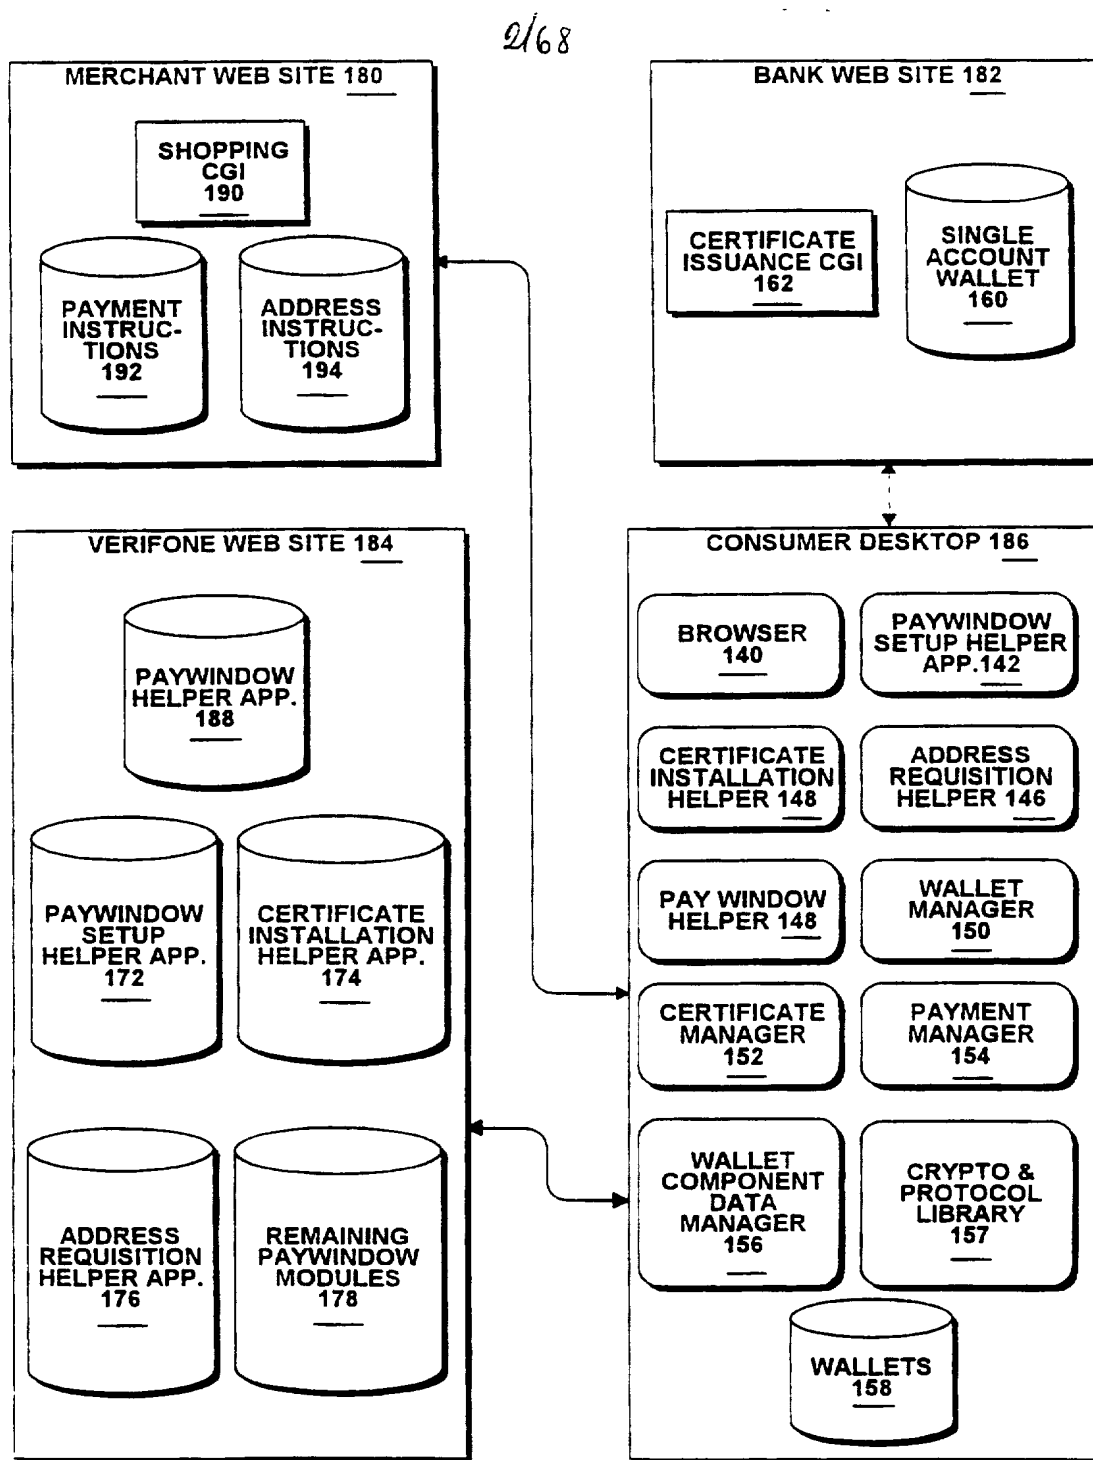 2/68
MERCHANT WEB SITE 180
SHOPPING
CGI
190
PAYMENT
INSTRUC-
TIONS
192
ADDRESS
INSTRUC-
TIONS
194
BANK WEB SITE 182
CERTIFICATE
ISSUANCE CGI
162
SINGLE
ACCOUNT
WALLET
160
VERIFONE WEB SITE 184
PAYWINDOW
HELPER APP.
188
PAYWINDOW
SETUP
HELPER APP.
172
CERTIFICATE
INSTALLATION
HELPER APP.
174
ADDRESS
REQUISITION
HELPER APP.
176
REMAINING
PAYWINDOW
MODULES
178
CONSUMER DESKTOP 186
BROWSER
140
PAYWINDOW
SETUP HELPER
APP.142
CERTIFICATE
INSTALLATION
HELPER 148
ADDRESS
REQUISITION
HELPER 146
PAY WINDOW
HELPER 148
WALLET
MANAGER
150
CERTIFICATE
MANAGER
152
PAYMENT
MANAGER
154
WALLET
COMPONENT
DATA
MANAGER
156
CRYPTO &
PROTOCOL
LIBRARY
157
WALLETS
158